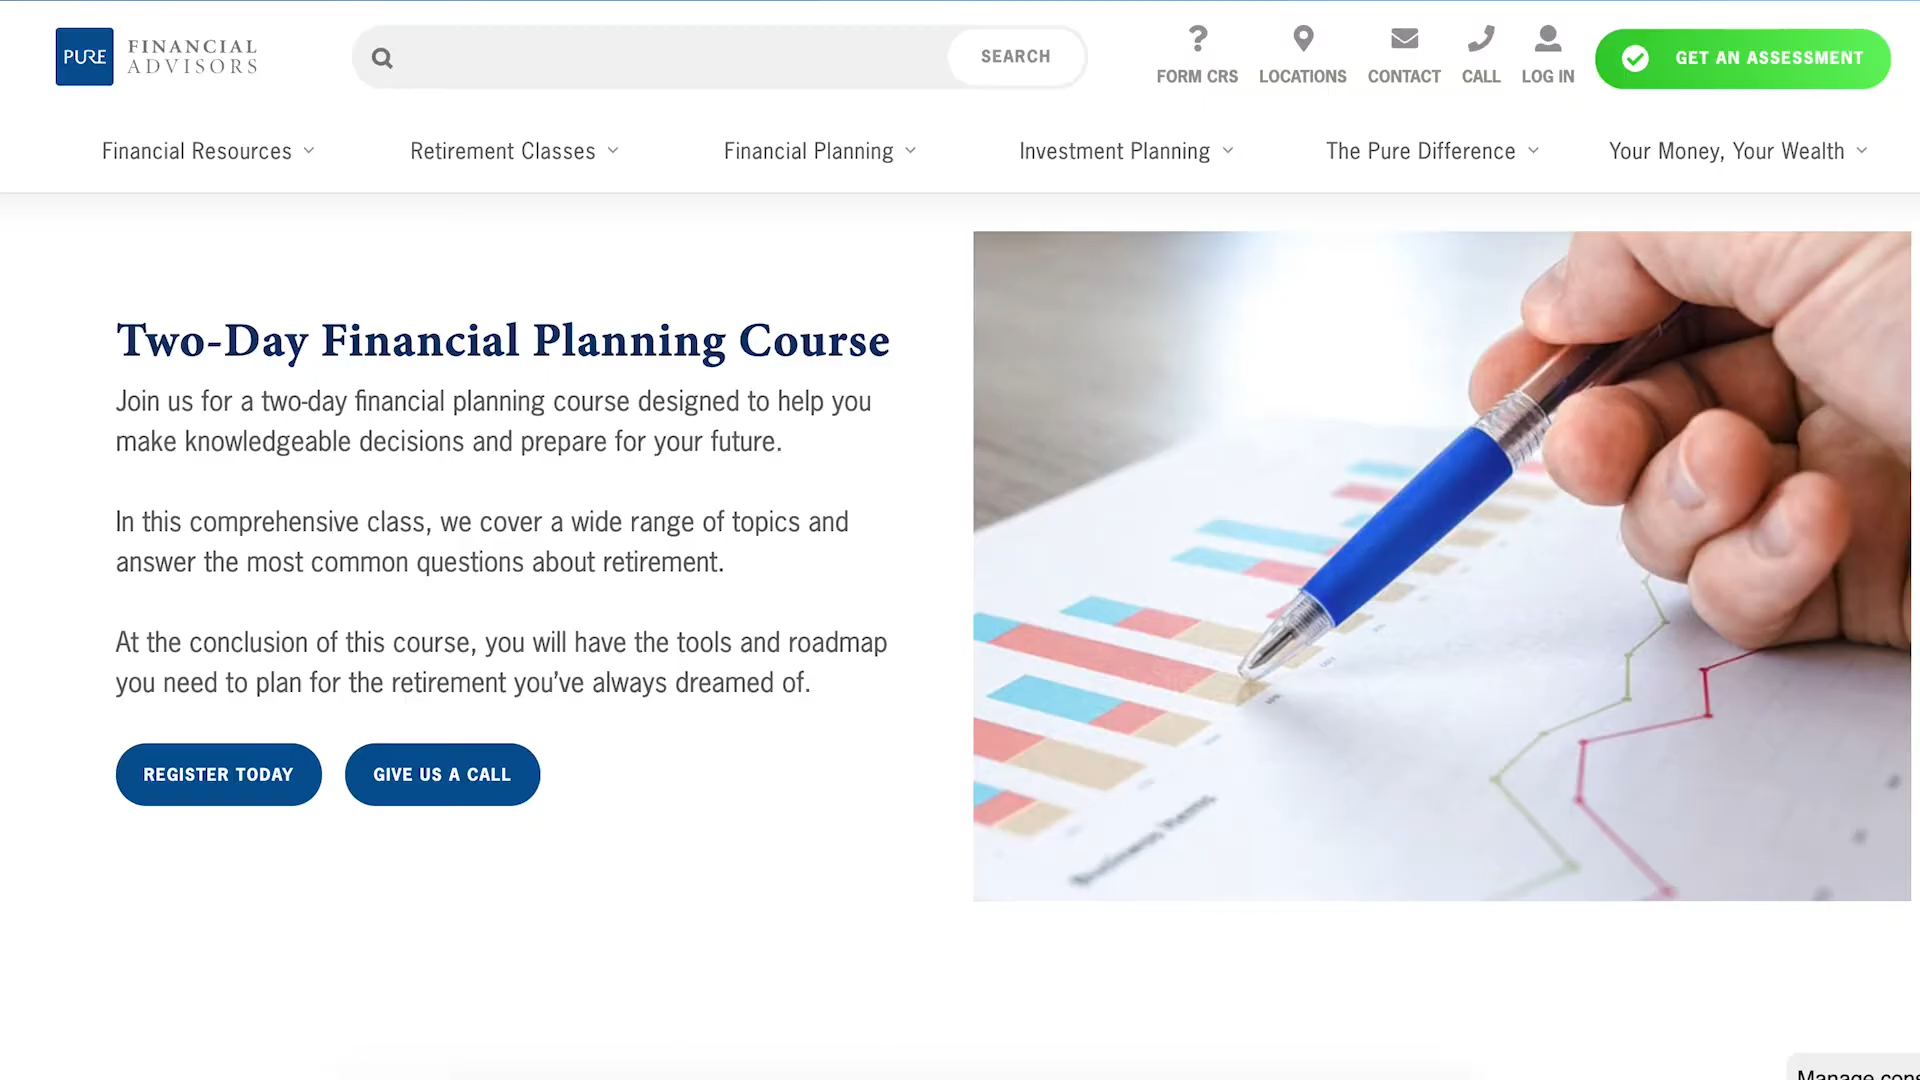 PURE FINANCIAL ADVISORS
SEARCH
FORM CRS
LOCATIONS
CONTACT
CALL
LOG IN
GET AN ASSESSMENT
Financial Resources
Retirement Classes
Financial Planning
Investment Planning
The Pure Difference
Your Money, Your Wealth
Two-Day Financial Planning Course
Join us for a two-day financial planning course designed to help you
make knowledgeable decisions and prepare for your future.
In this comprehensive class, we cover a wide range of topics and
answer the most common questions about retirement.
At the conclusion of this course, you will have the tools and roadmap
you need to plan for the retirement you’ve always dreamed of.
REGISTER TODAY
GIVE US A CALL
Manage